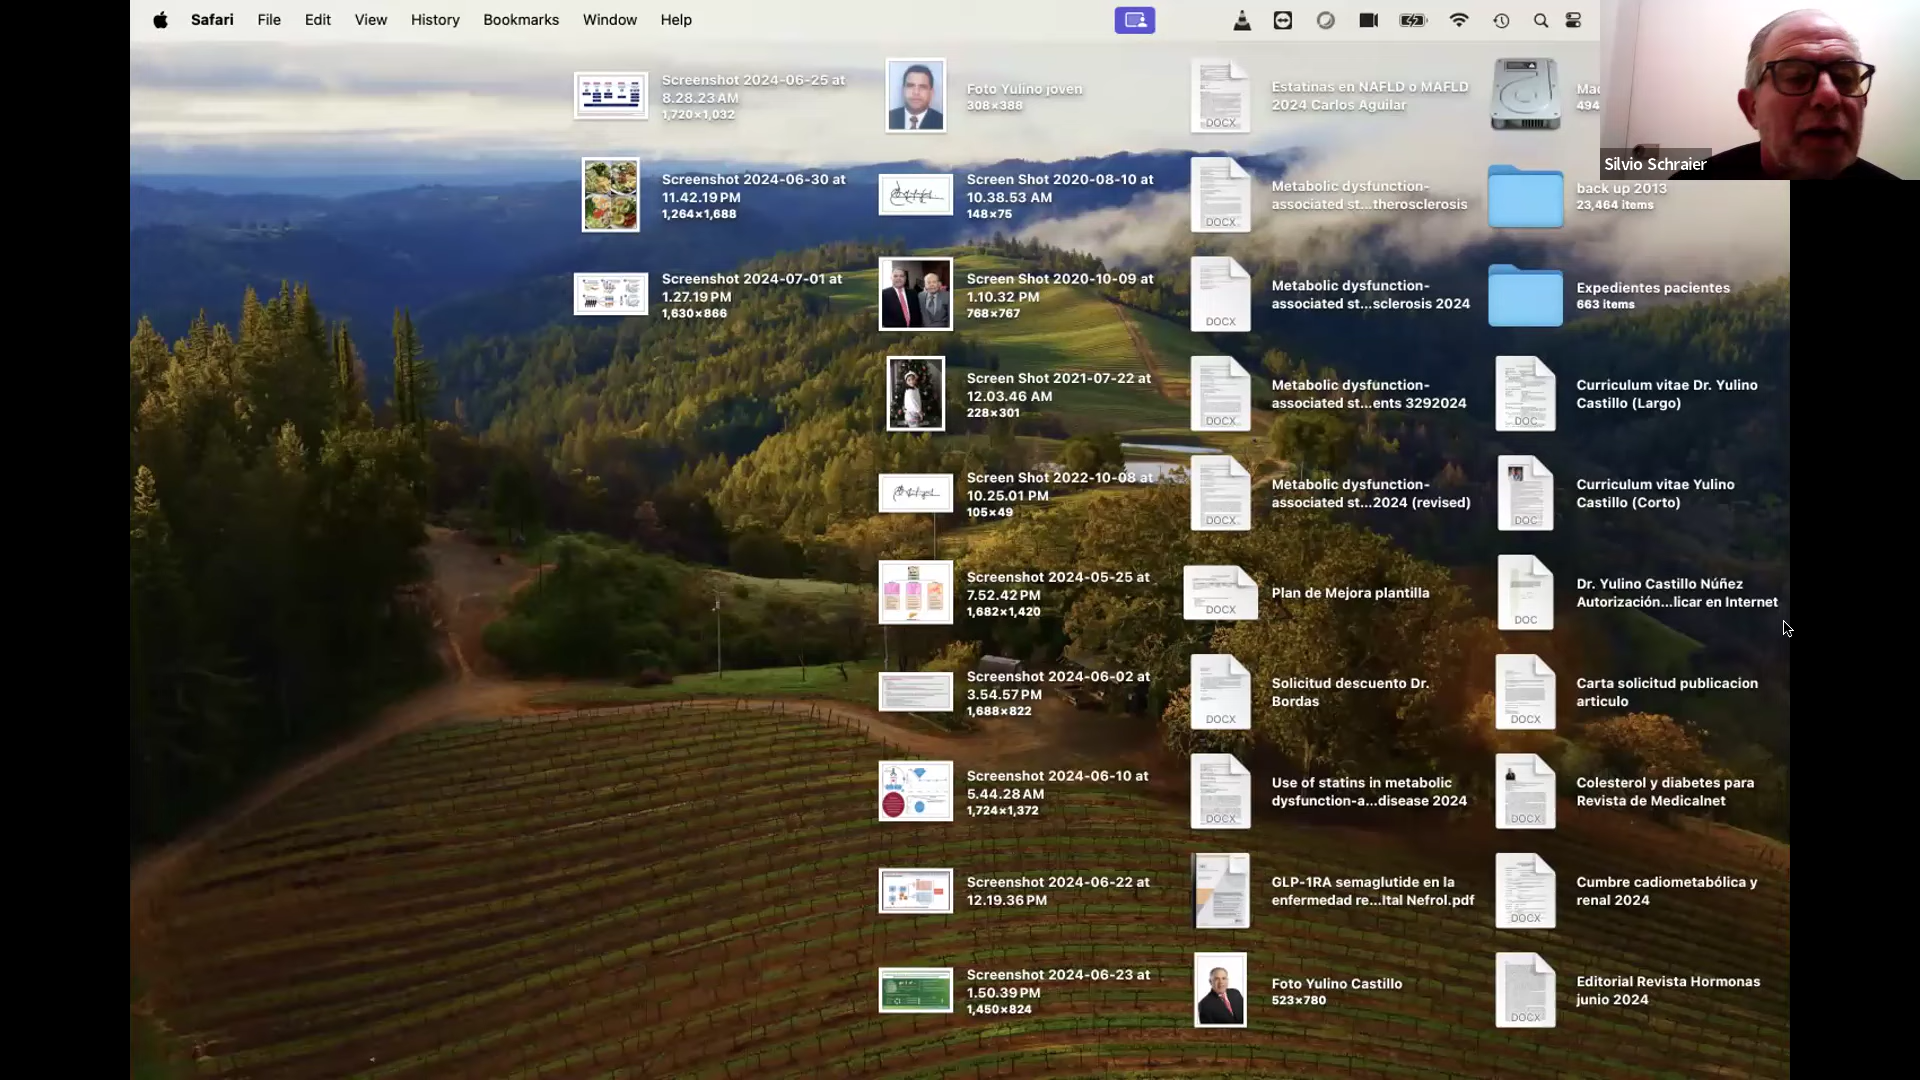 Safari File Edit View History Bookmarks Window Help
Screenshot 2024-06-25 at
8.28.23 AM
1,720×1,032
Screenshot 2024-06-30 at
11.42.19 PM
1,264×1,688
Screenshot 2024-07-01 at
1.27.19 PM
1,630×866
Foto Yulino joven
308×388
Screen Shot 2020-08-10 at
10.38.53 AM
148×75
Screen Shot 2020-10-09 at
1.10.32 PM
768×767
Screen Shot 2021-07-22 at
12.03.46 AM
228×301
Screen Shot 2022-10-08 at
10.25.01 PM
105×49
Screenshot 2024-05-25 at
7.52.42 PM
1,682×1,420
Screenshot 2024-06-02 at
3.54.57 PM
1,688×822
Screenshot 2024-06-10 at
5.44.28 AM
1,724×1,372
Screenshot 2024-06-22 at
12.19.36 PM
Screenshot 2024-06-23 at
1.50.39 PM
1,450×824
DOCX
Estatinas en NAFLD o MAFLD
2024 Carlos Aguilar
DOCX
Metabolic dysfunction-
associated st...therosclerosis
DOCX
Metabolic dysfunction-
associated st...sclerosis 2024
DOCX
Metabolic dysfunction-
associated st...ents 3292024
DOCX
Metabolic dysfunction-
associated st...2024 (revised)
DOCX
Plan de Mejora plantilla
DOCX
Solicitud descuento Dr.
Bordas
DOCX
Use of statins in metabolic
dysfunction-a...disease 2024
GLP-1RA semaglutide en la
enfermedad re...Ital Nefrol.pdf
Foto Yulino Castillo
523×780
Mac
494
back up 2013
23,464 items
Expedientes pacientes
663 items
DOC
Curriculum vitae Dr. Yulino
Castillo (Largo)
DOC
Curriculum vitae Yulino
Castillo (Corto)
DOC
Dr. Yulino Castillo Núñez
Autorización...licar en Internet
DOCX
Carta solicitud publicacion
articulo
DOCX
Colesterol y diabetes para
Revista de Medicalnet
DOCX
Cumbre cadiometabólica y
renal 2024
DOCX
Editorial Revista Hormonas
junio 2024
Silvio Schraier